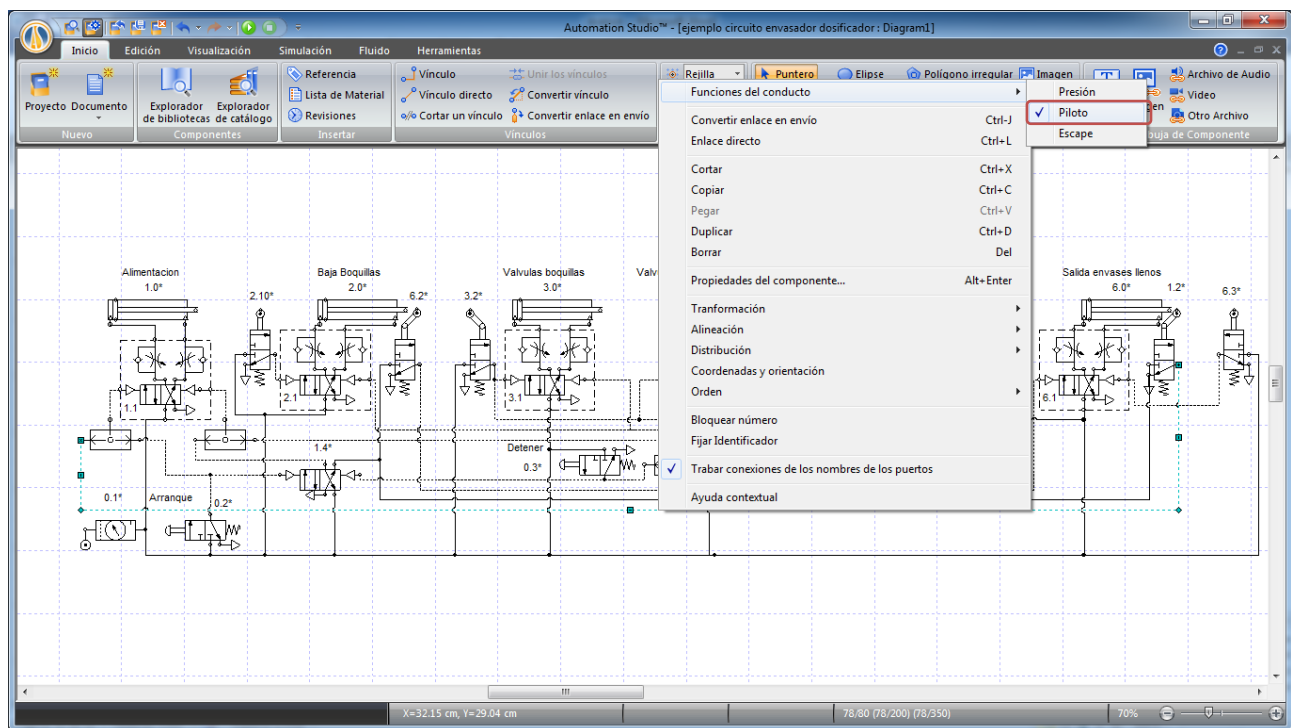 Automation Studio™ - [ejemplo circuito envasador dosificador : Diagram1]
Inicio Edición Visualización Simulación Fluido Herramientas
Proyecto Documento
Nuevo
Explorador de bibliotecas
Explorador de catálogo
Componentes
Referencia
Lista de Material
Revisiones
Insertar
Vínculo
Vínculo directo
Cortar un vínculo
Unir los vínculos
Convertir vínculo
Convertir enlace en envío
Vínculos
Rejilla
Puntero
Elipse
Polígono irregular
Imagen
Archivo de Audio
Video
Otro Archivo
buja de Componente
Funciones del conducto
Presión
Piloto
Escape
Convertir enlace en envío Ctrl-J
Enlace directo Ctrl+L
Cortar Ctrl+X
Copiar Ctrl+C
Pegar Ctrl+V
Duplicar Ctrl+D
Borrar Del
Propiedades del componente... Alt+Enter
Tranformación
Alineación
Distribución
Coordenadas y orientación
Orden
Bloquear número
Fijar Identificador
Trabar conexiones de los nombres de los puertos
Ayuda contextual
Alimentacion
1.0*
2.10*
Baja Boquillas
2.0*
6.2*
3.2*
Valvulas boquillas
3.0*
Valv
Salida envases llenos
6.0*
1.2*
6.3*
1.1
2.1
3.1
6.1
1.4*
Detener
0.3*
0.1*
Arranque
0.2*
X=32.15 cm, Y=29.04 cm
78/80 (78/200) (78/350)
70%